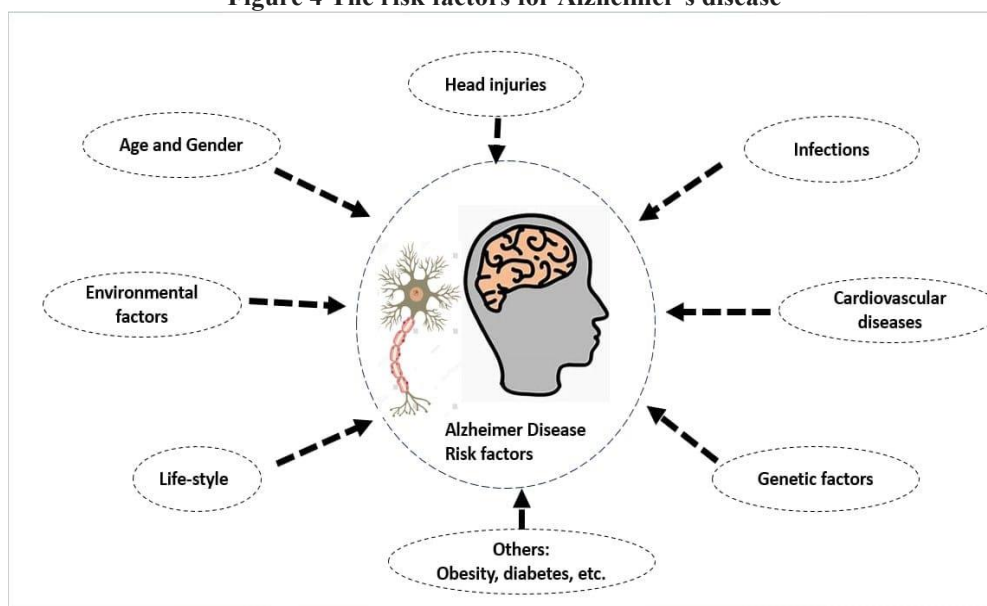 Figure 4 The risk factors for Alzheimer's disease
Head injuries
Age and Gender
Infections
Environmental
factors
Cardiovascular
diseases
Alzheimer Disease
Risk factors
Life-style
Genetic factors
Others:
Obesity, diabetes, etc.